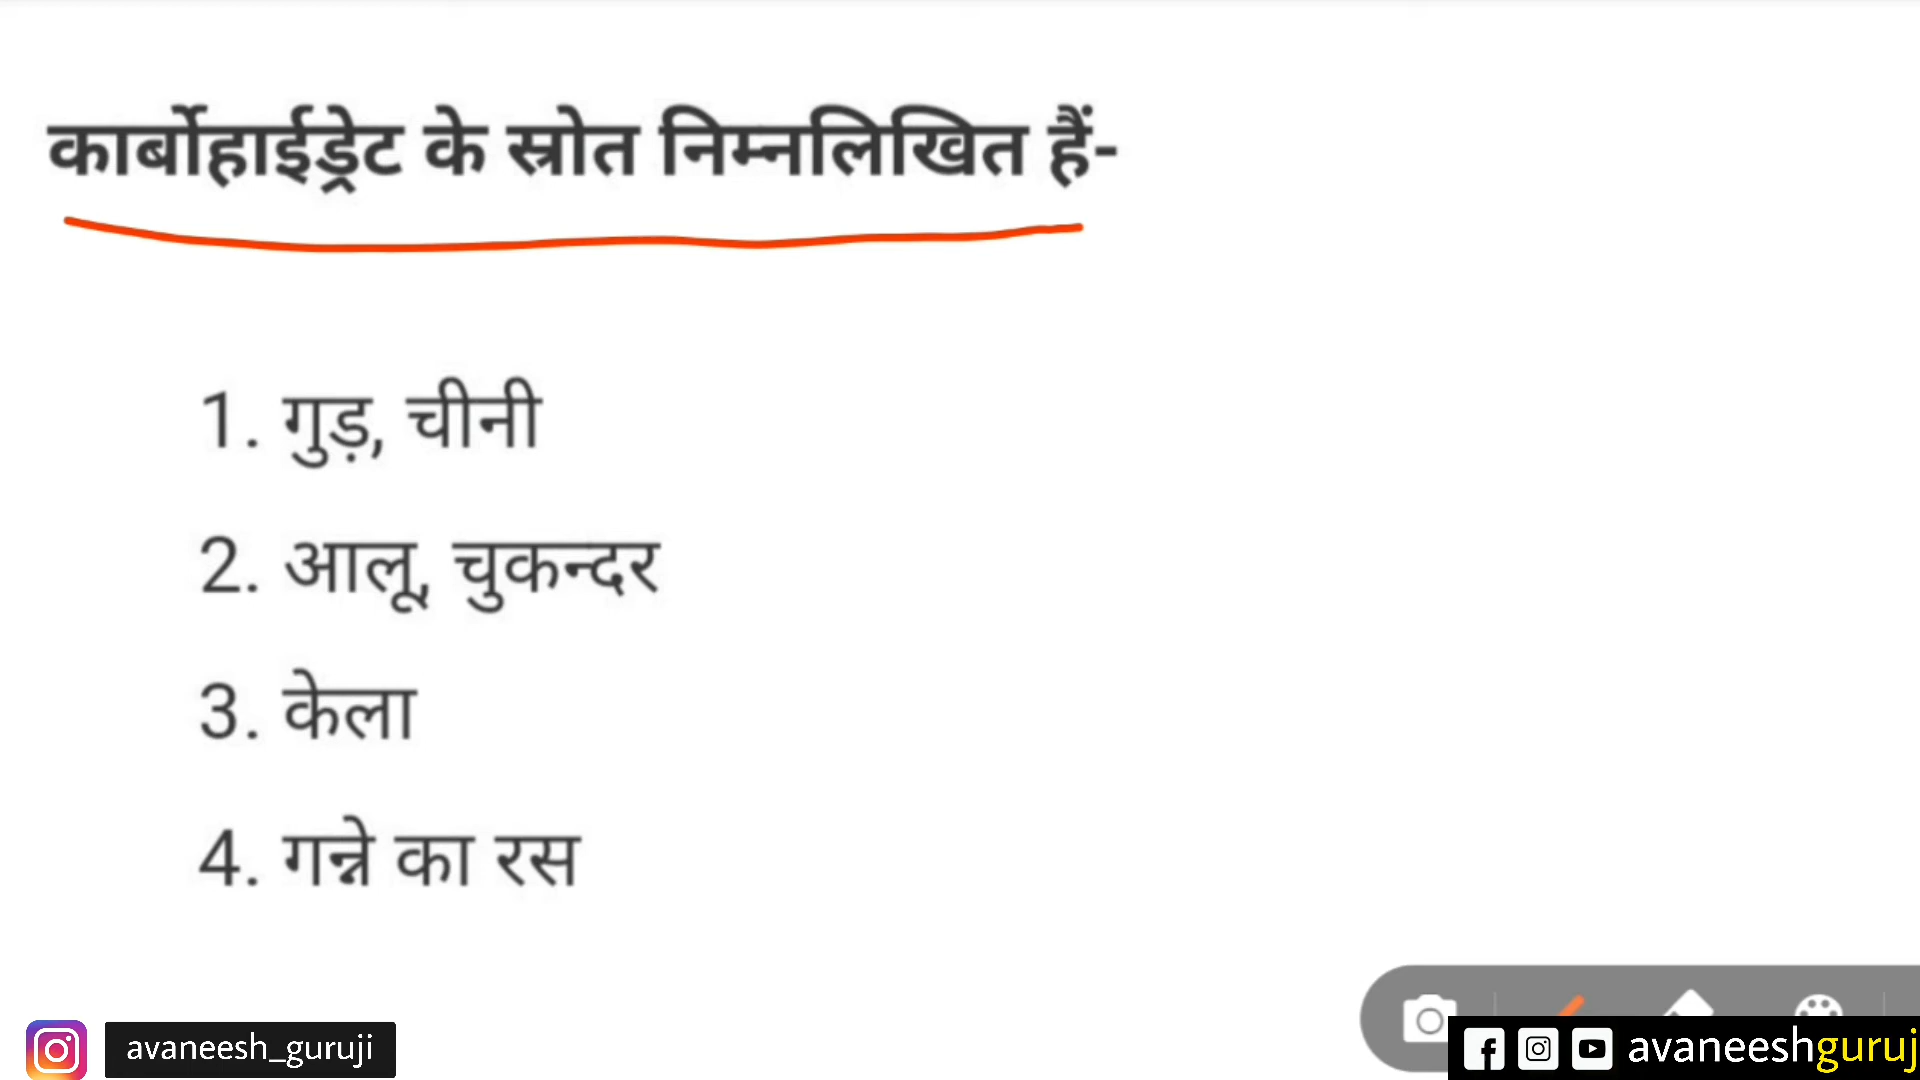 कार्बोहाईड्रेट के स्रोत निम्नलिखित हैं-
1. गुड़, चीनी
2. आलू, चुकन्दर
3. केला
4. गन्ने का रस
avaneesh_guruji
avaneeshguruj